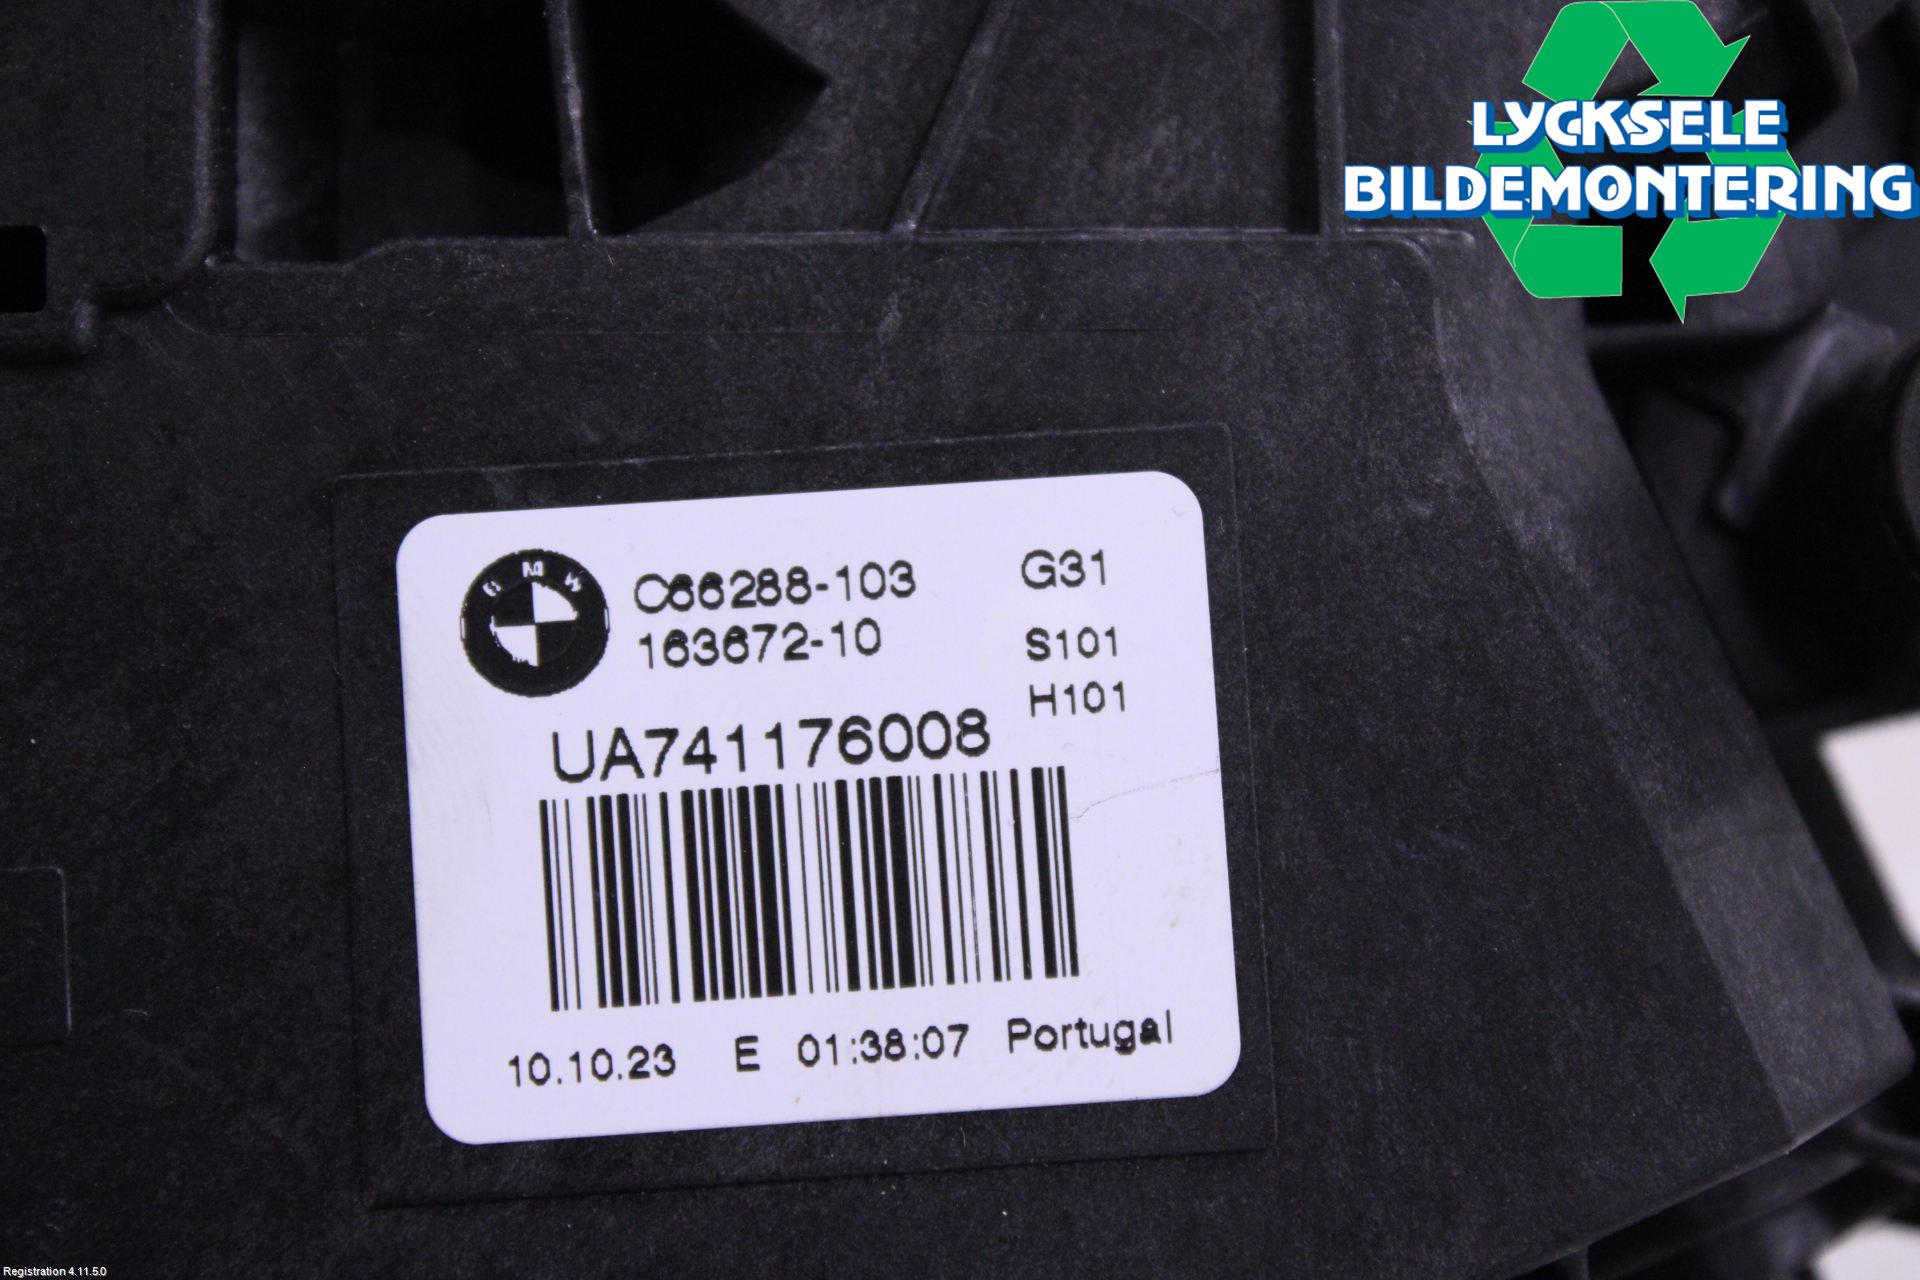 LYCKSELE
BILDEMONTERING
BMW
C66288-103 G31
163672-10 S101
H101
UA741176008
10.10.23 E 01:38:07 Portugal
Registration 4.11.5.0